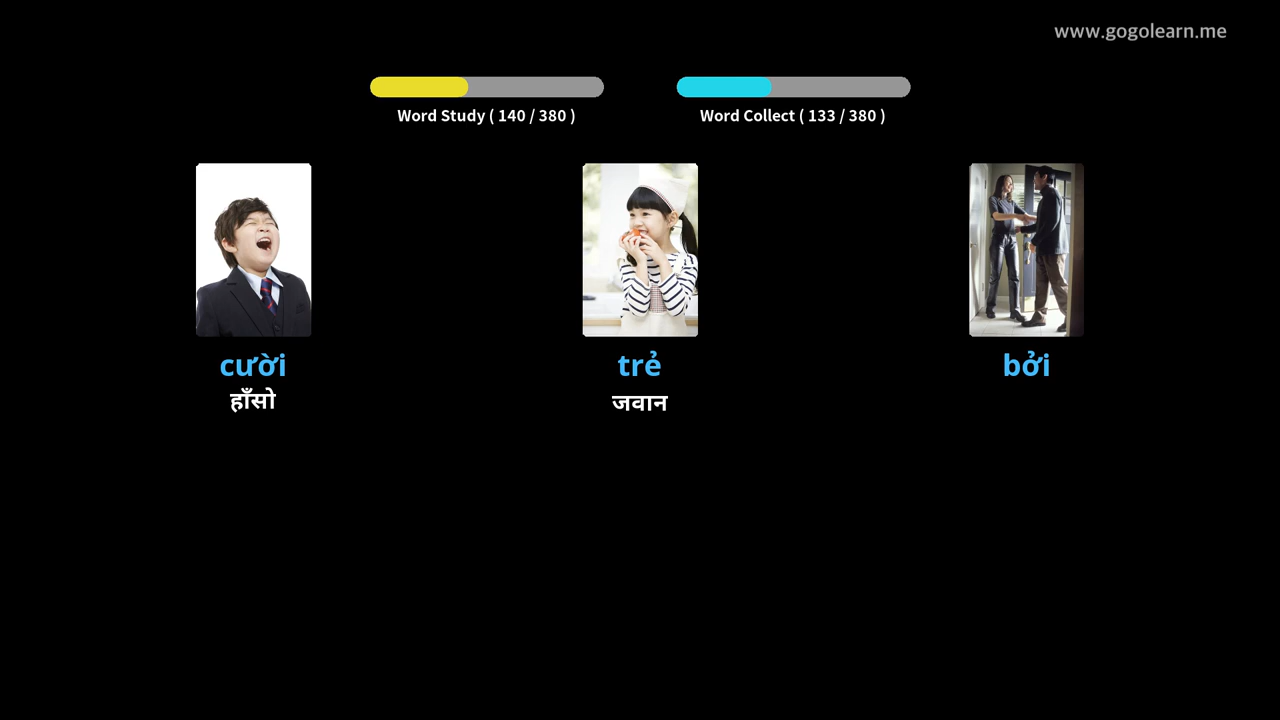 www.gogolearn.me
Word Study ( 140 / 380 )
Word Collect ( 133 / 380 )
cười
trẻ
bởi
हाँसो
जवान